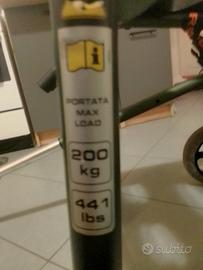 i
PORTATA
MAX
LOAD
200
kg
441
lbs
subito